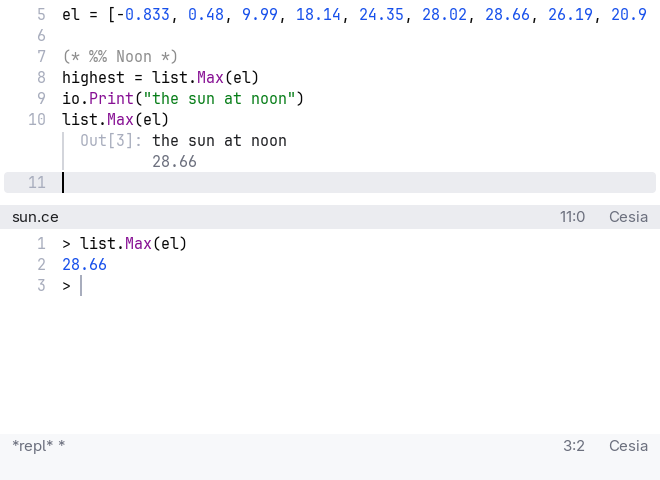 5 el = [-0.833, 0.48, 9.99, 18.14, 24.35, 28.02, 28.66, 26.19, 20.9
6
7 (* %% Noon *)
8 highest = list.Max(el)
9 io.Print("the sun at noon")
10 list.Max(el)
Out[3]: the sun at noon
28.66
11
sun.ce 11:0 Cesia
1 > list.Max(el)
2 28.66
3 >
*repl* * 3:2 Cesia